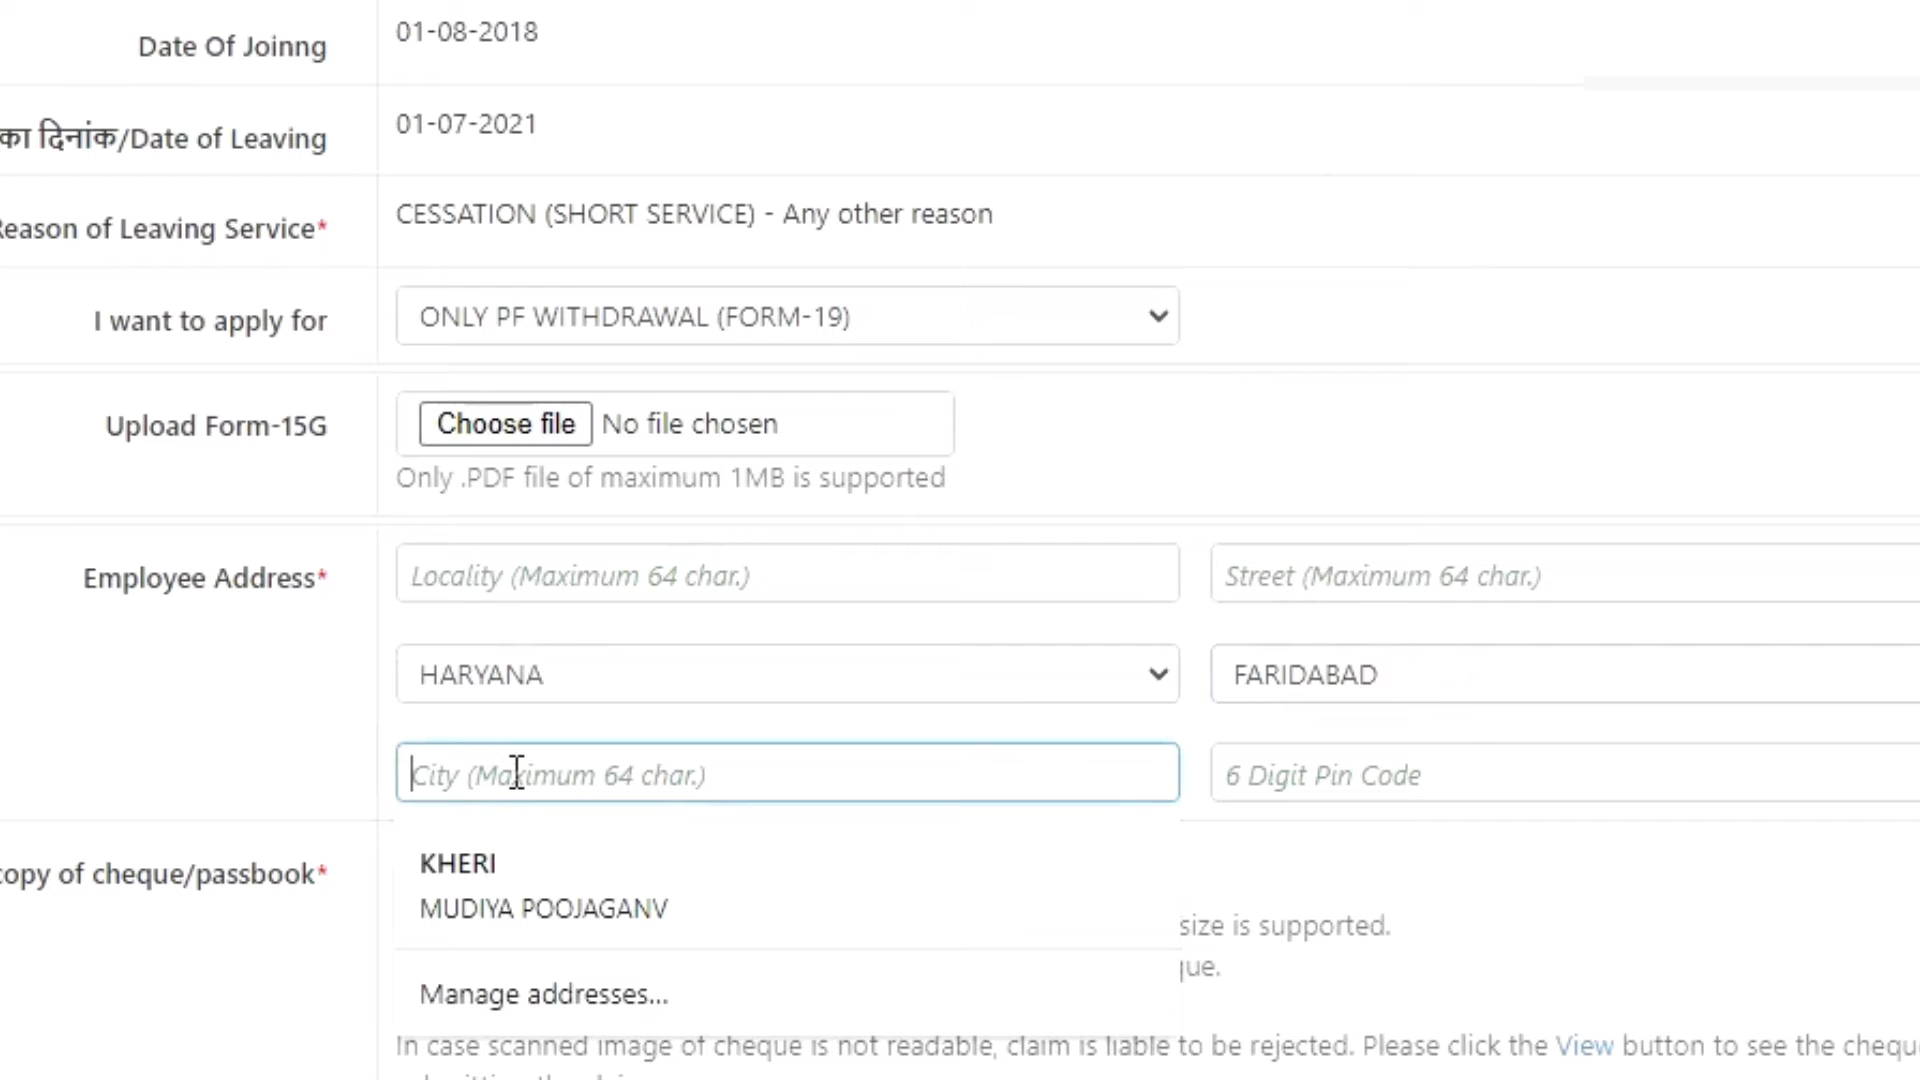 Date Of Joinng
01-08-2018
का दिनांक/Date of Leaving
01-07-2021
Reason of Leaving Service*
CESSATION (SHORT SERVICE) - Any other reason
I want to apply for
ONLY PF WITHDRAWAL (FORM-19)
Upload Form-15G
Choose file No file chosen
Only .PDF file of maximum 1MB is supported
Employee Address*
Locality (Maximum 64 char.)
Street (Maximum 64 char.)
HARYANA
FARIDABAD
City (Maximum 64 char.)
6 Digit Pin Code
KHERI
MUDIYA POOJAGANV
copy of cheque/passbook*
size is supported.
Manage addresses...
In case scanned image of cheque is not readable, claim is liable to be rejected. Please click the View button to see the